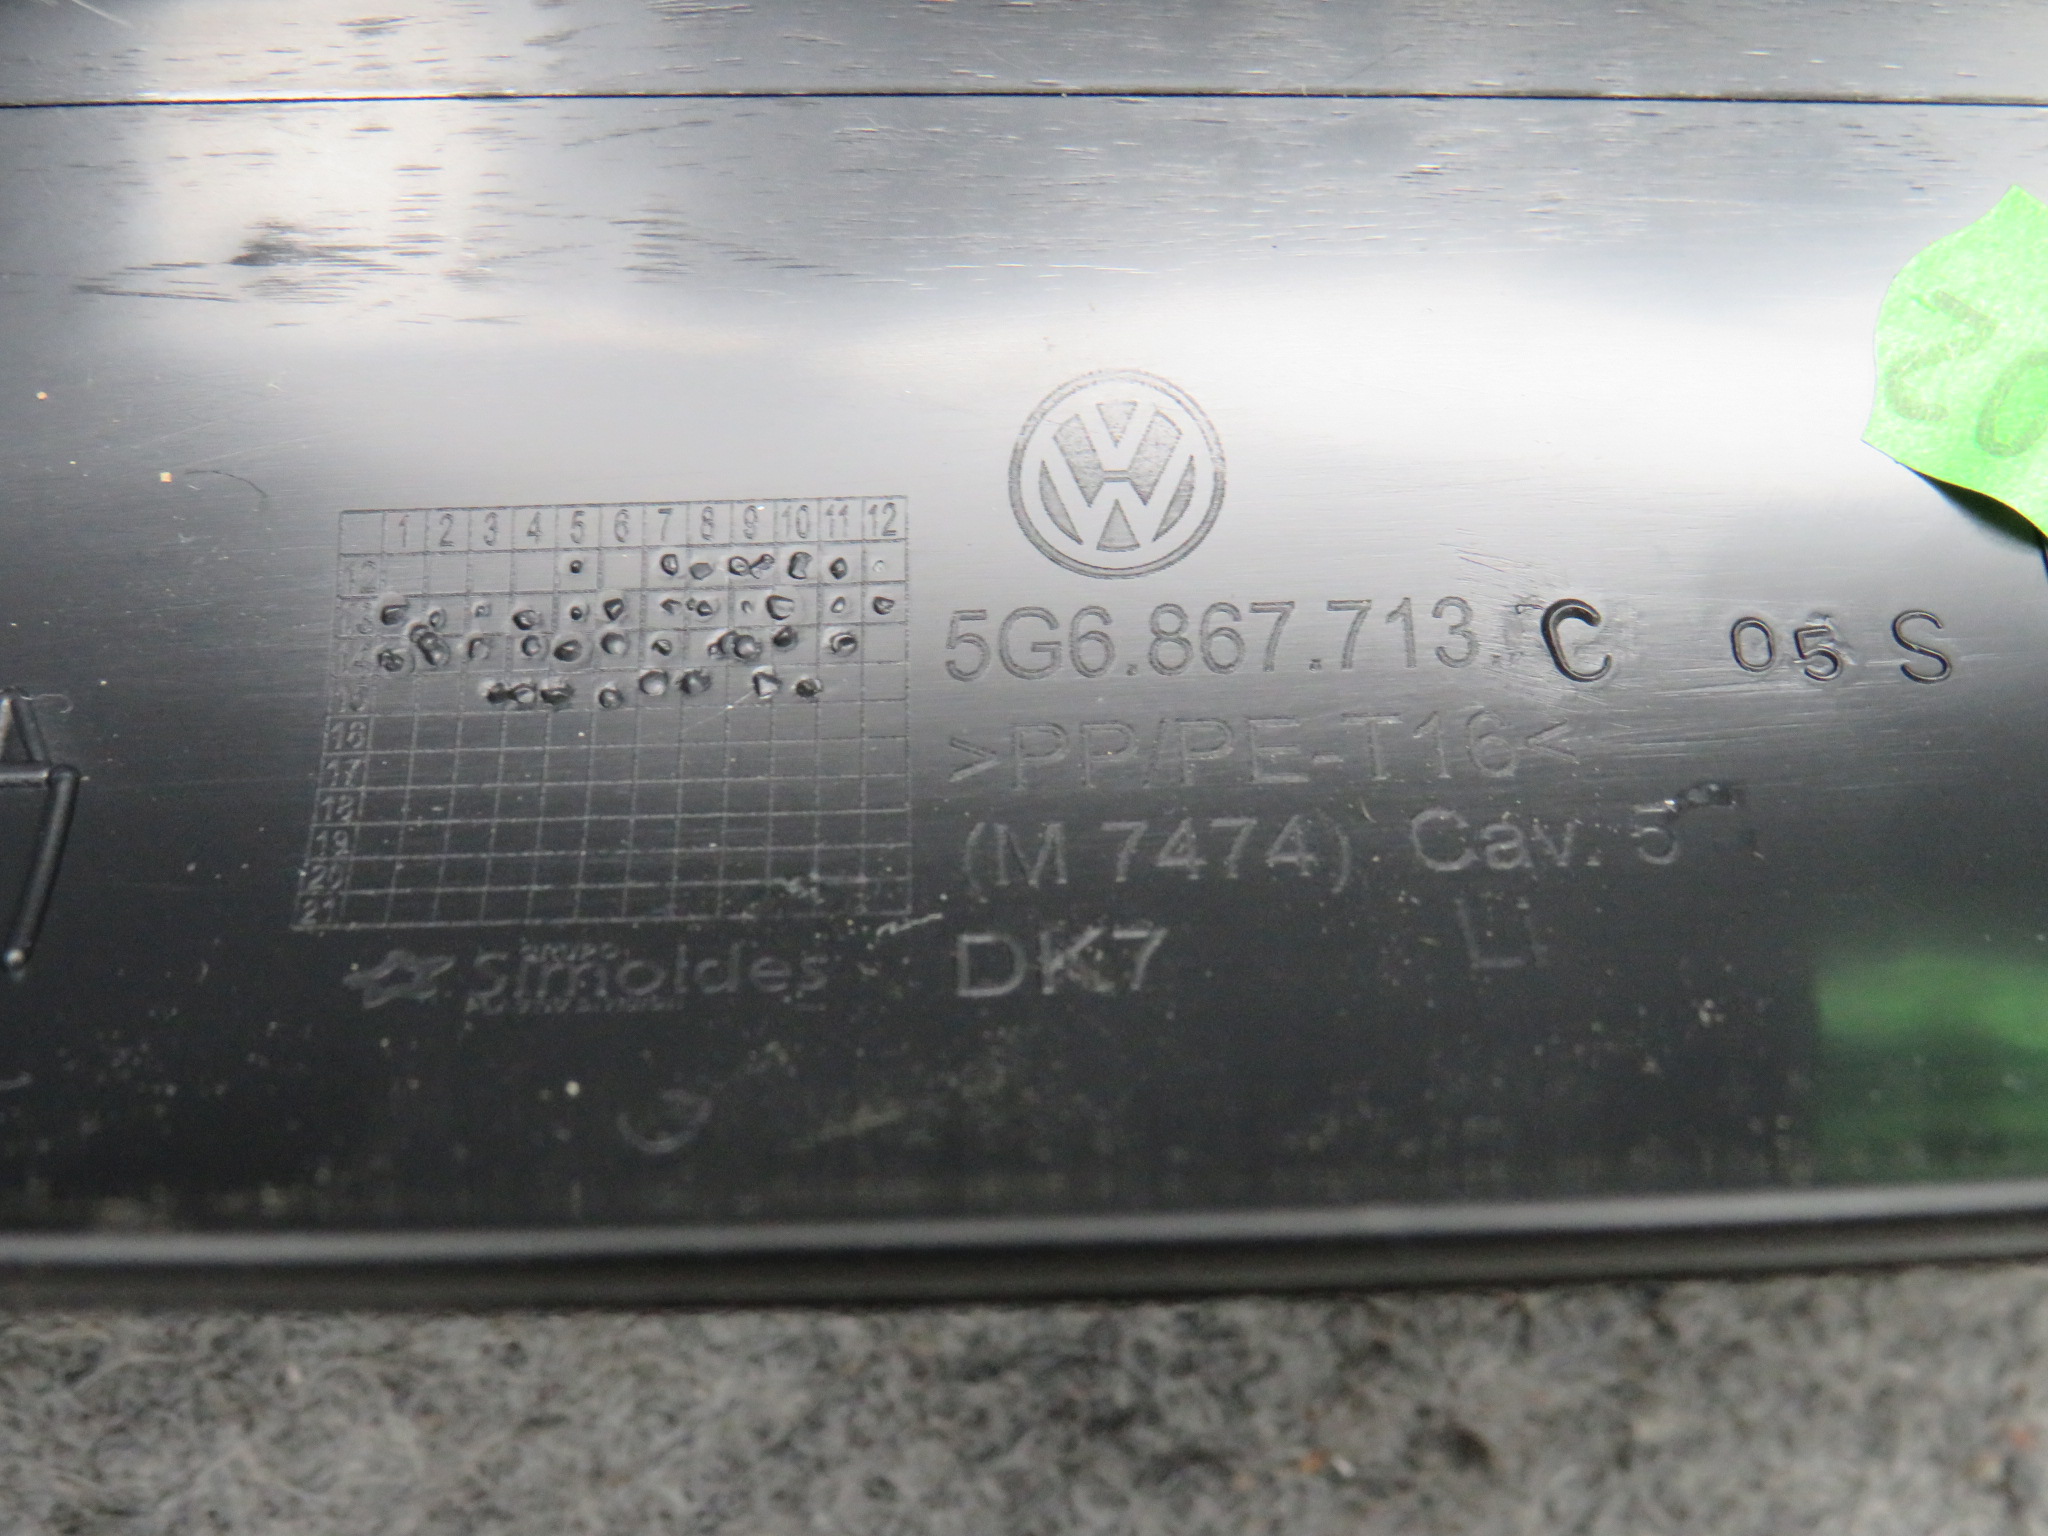 1 2 3 4 5 6 7 8 9 10 11 12
12
13
14
15
16
17
18
19
20
21
5G6.867.713. C 05 S
>PP/PE-T16<
(M 7474) Cav. 5
DK7
GRUPO
Simoldes